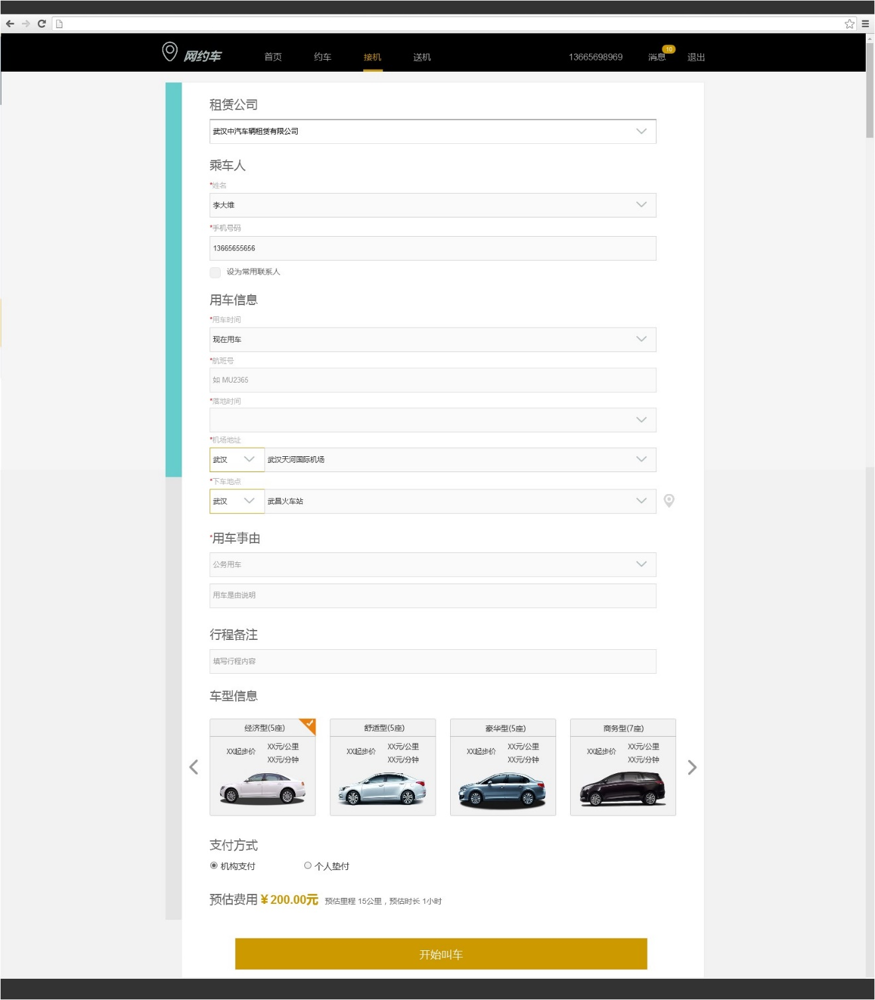 网约车 首页 约车 接机 送机 13665698969 消息 10 退出
租赁公司
武汉中汽车辆租赁有限公司
乘车人
*姓名
李大维
*手机号码
13665655656
设为常用联系人
用车信息
*用车时间
现在用车
*航班号
如 MU2365
*落地时间
*机场地址
武汉 武汉天河国际机场
*下车地点
武汉 武昌火车站
*用车事由
公务用车
用车是由说明
行程备注
填写行程内容
车型信息
经济型(5座) 舒适型(5座) 豪华型(5座) 商务型(7座)
XX起步价 XX元/公里 XX起步价 XX元/公里 XX起步价 XX元/公里 XX起步价 XX元/公里
XX元/分钟 XX元/分钟 XX元/分钟 XX元/分钟
支付方式
机构支付 个人垫付
预估费用 ¥200.00元 预估里程 15公里，预估时长 1小时
开始叫车